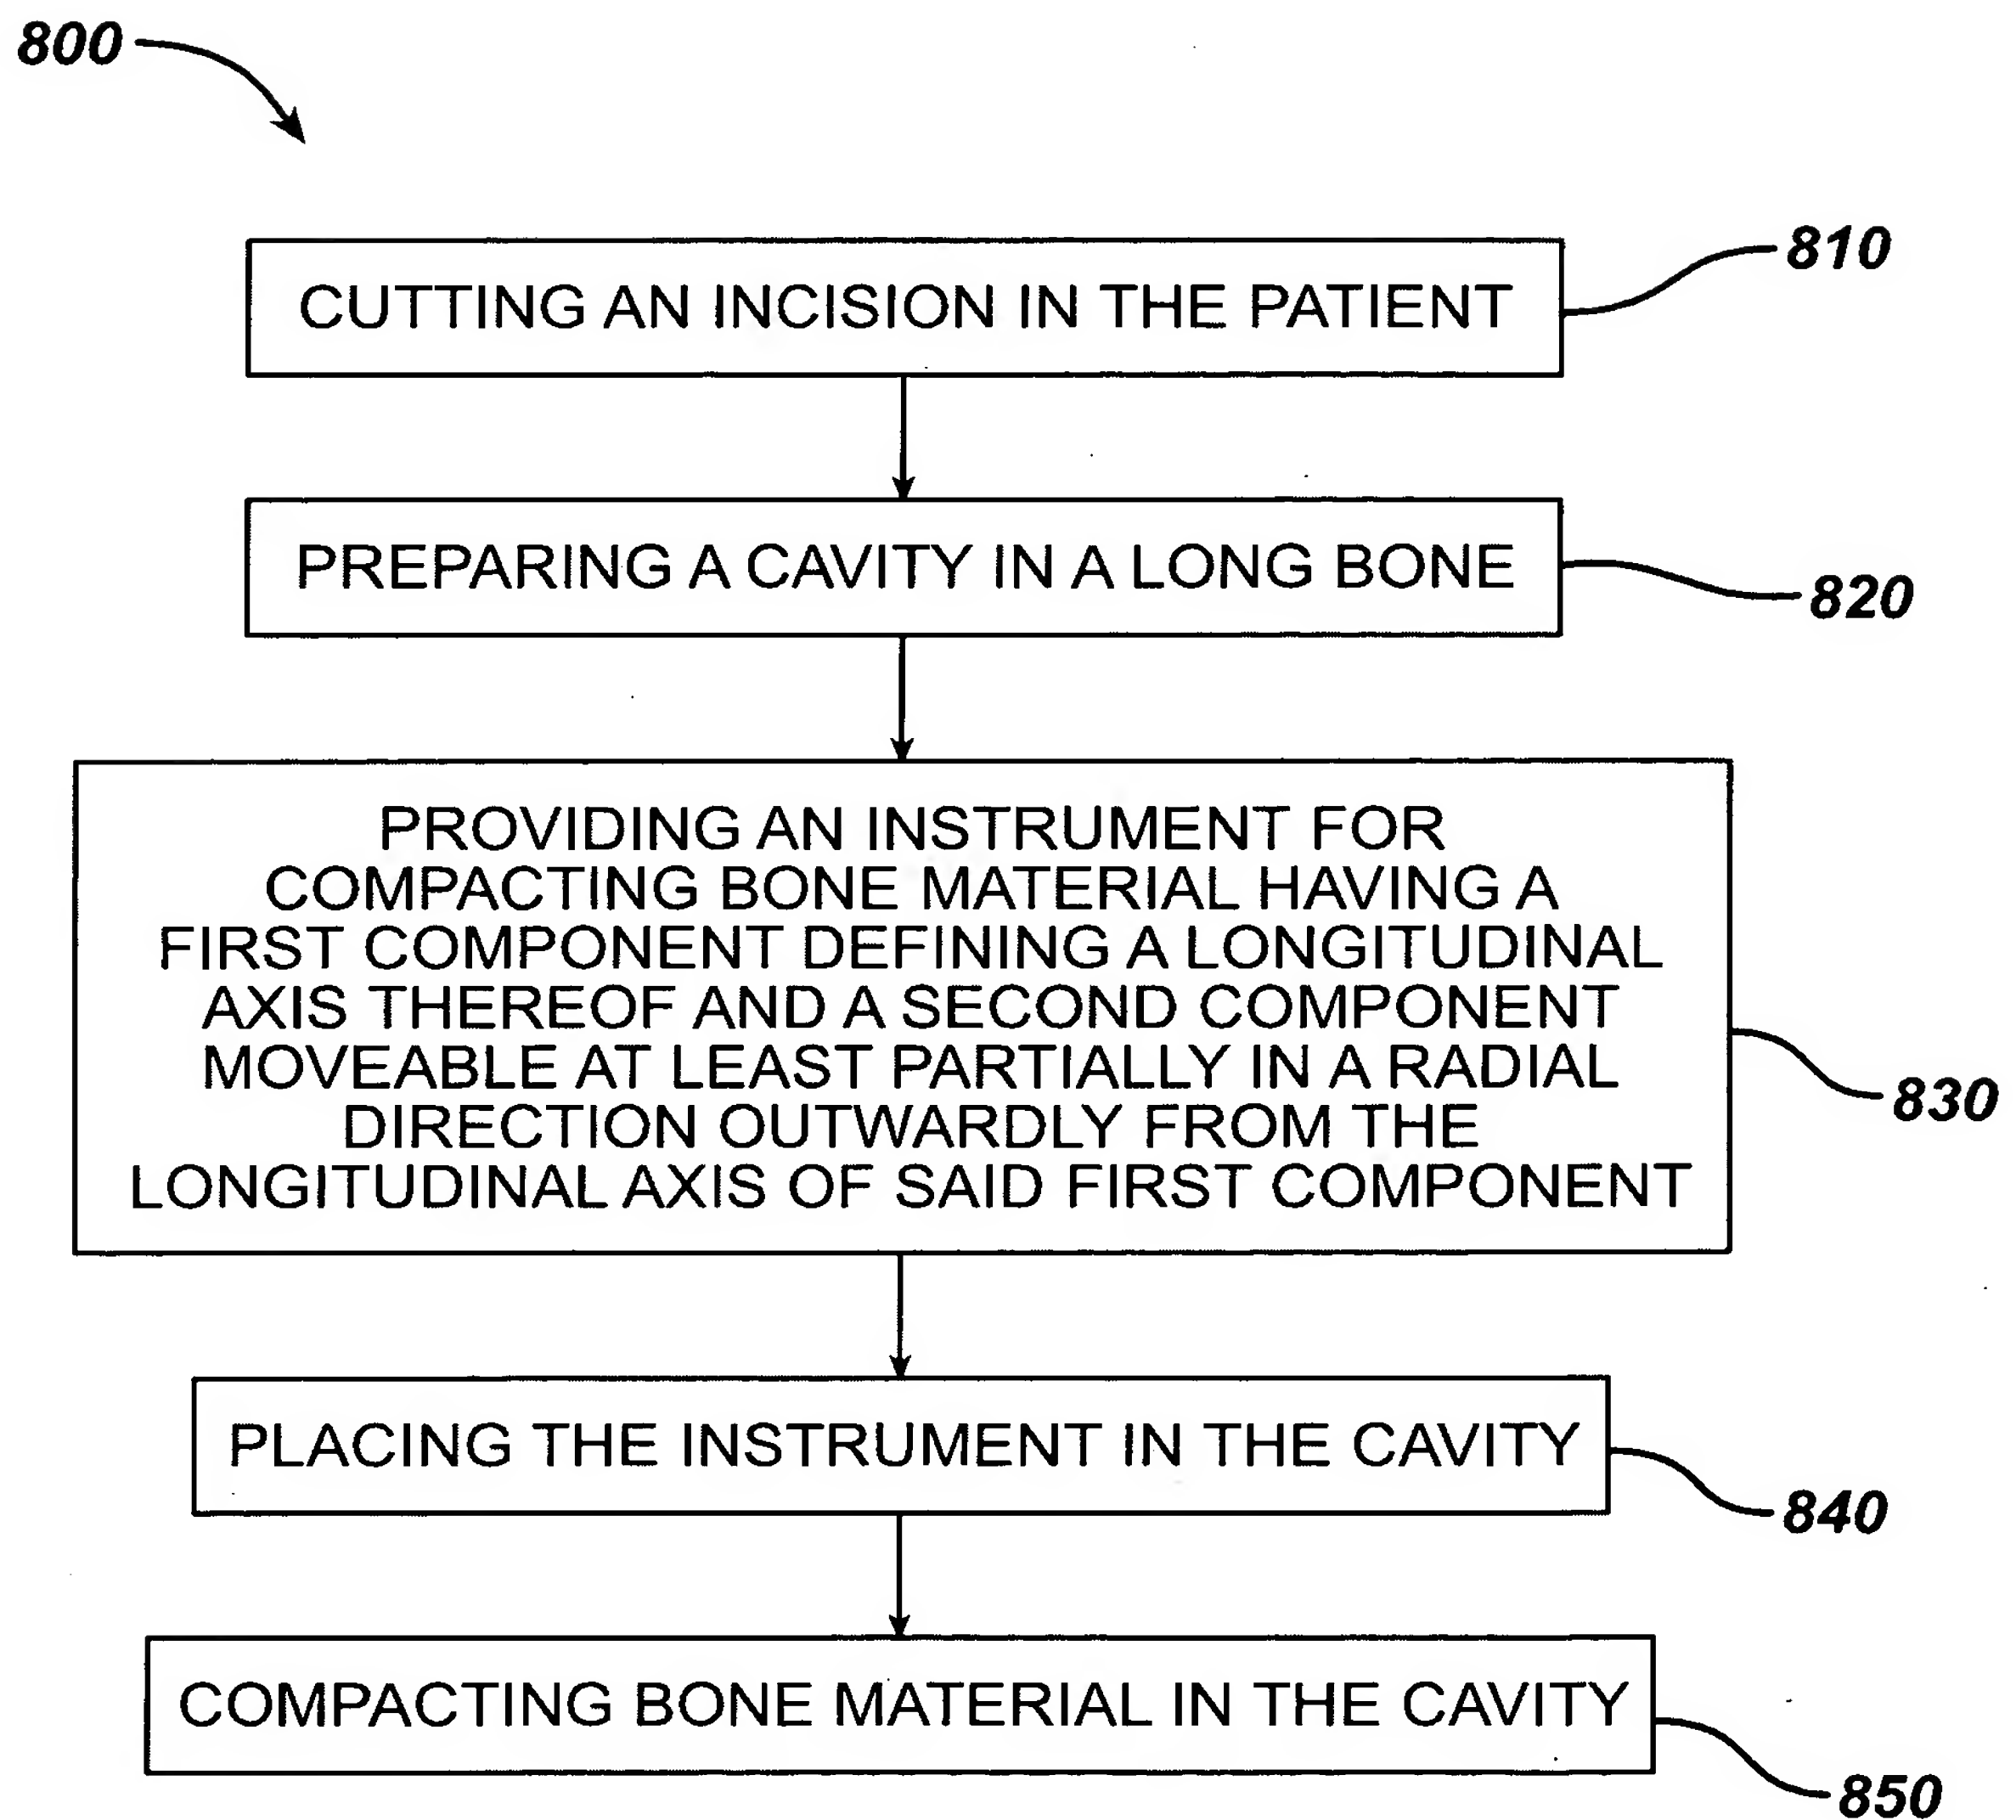 800
CUTTING AN INCISION IN THE PATIENT
810
PREPARING A CAVITY IN A LONG BONE
820
PROVIDING AN INSTRUMENT FOR
COMPACTING BONE MATERIAL HAVING A
FIRST COMPONENT DEFINING A LONGITUDINAL
AXIS THEREOF AND A SECOND COMPONENT
MOVEABLE AT LEAST PARTIALLY IN A RADIAL
DIRECTION OUTWARDLY FROM THE
LONGITUDINAL AXIS OF SAID FIRST COMPONENT
830
PLACING THE INSTRUMENT IN THE CAVITY
840
COMPACTING BONE MATERIAL IN THE CAVITY
850